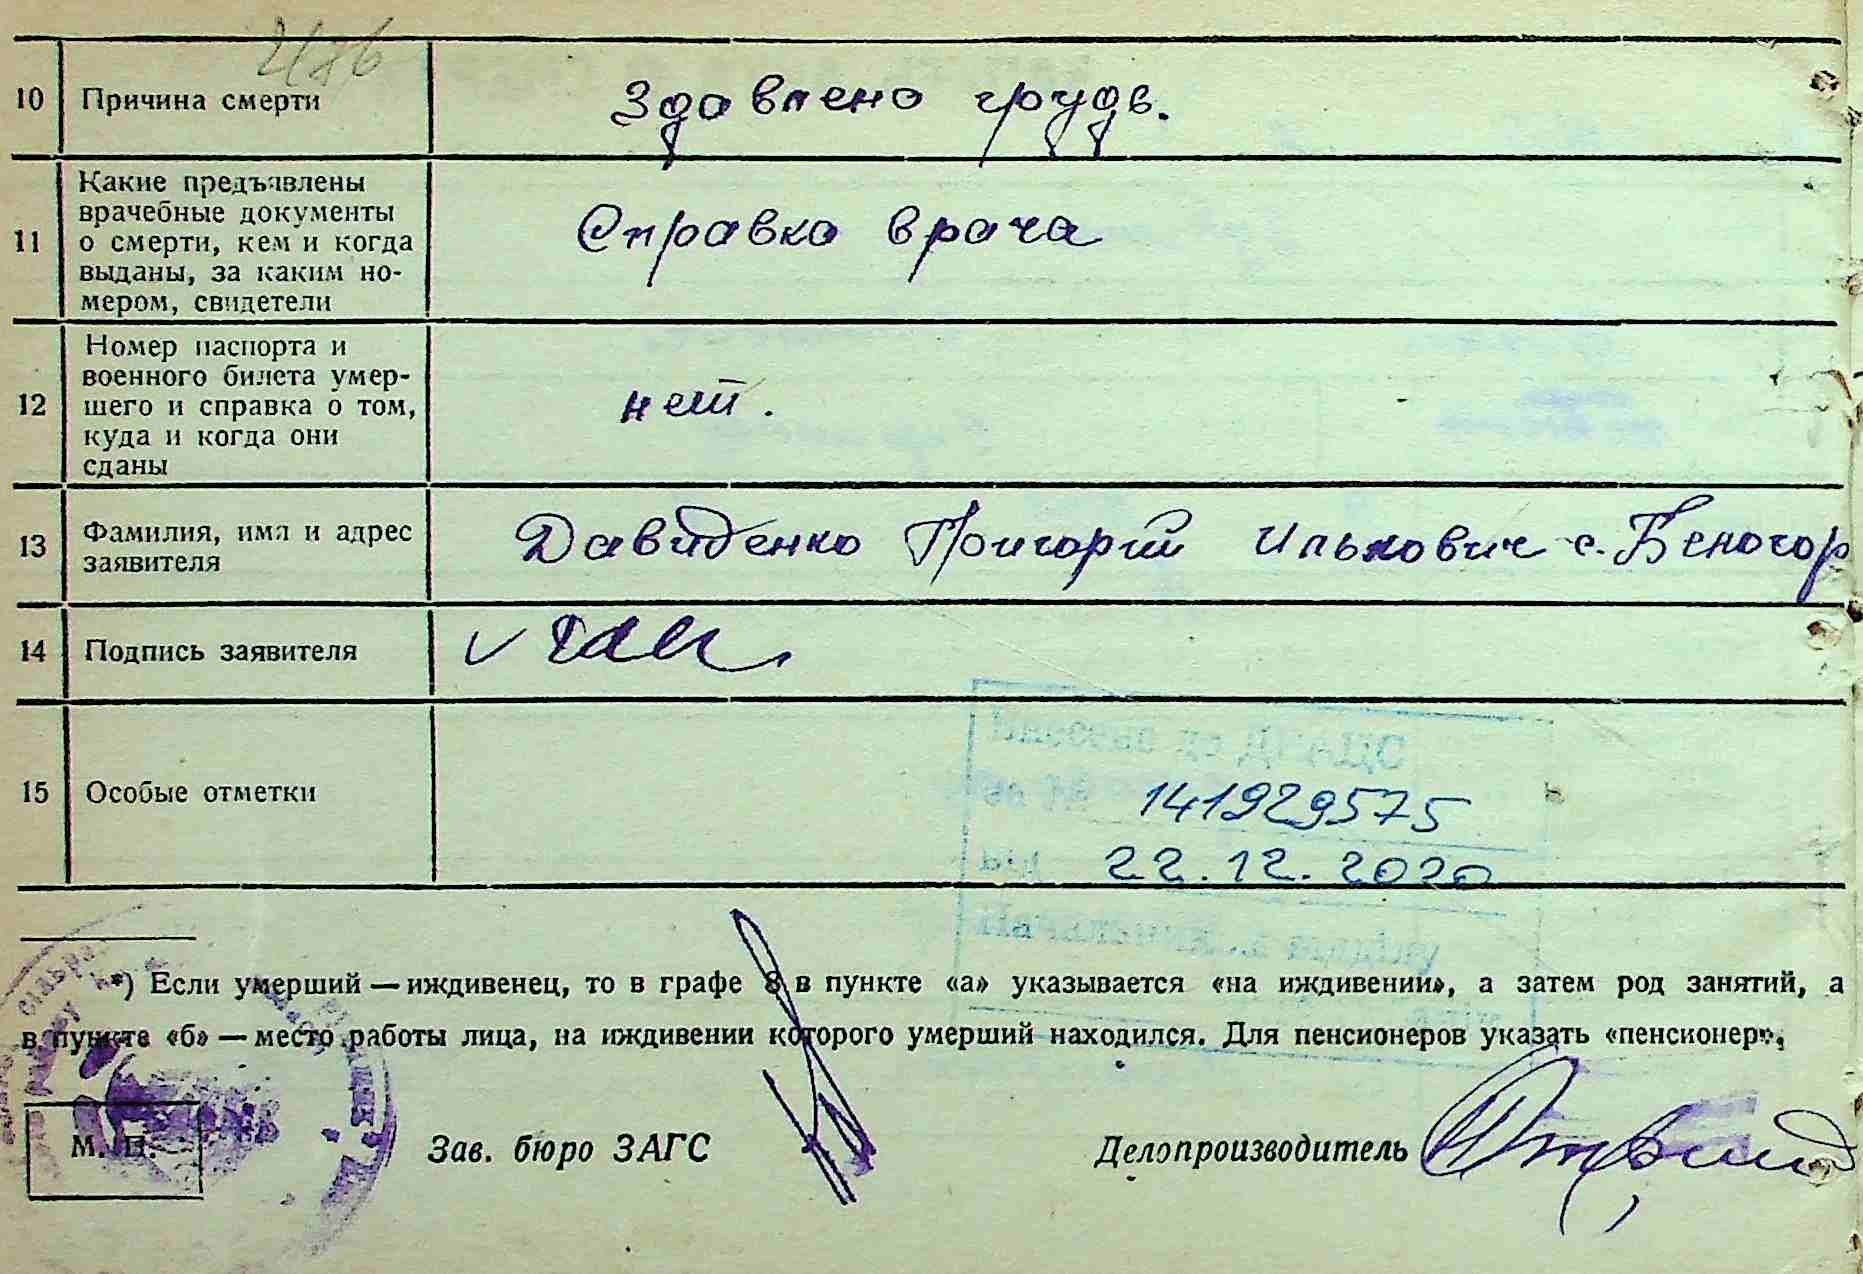 10 Причина смерти Здавлено грудь.
11 Какие предъявлены
врачебные документы
о смерти, кем и когда
выданы, за каким но-
мером, свидетели
Справка врача
12 Номер паспорта и
военного билета умер-
шего и справка о том,
куда и когда они
сданы
нет.
13 Фамилия, имя и адрес
заявителя
Давиденко Григорий Илькович с. Белогор
14 Подпись заявителя
15 Особые отметки
141929575
22.12.2020
*) Если умерший — иждивенец, то в графе 8 в пункте «а» указывается «на иждивении», а затем род занятий, а
в пункте «б» — место работы лица, на иждивении которого умерший находился. Для пенсионеров указать «пенсионер».
М. П. Зав. бюро ЗАГС Делопроизводитель